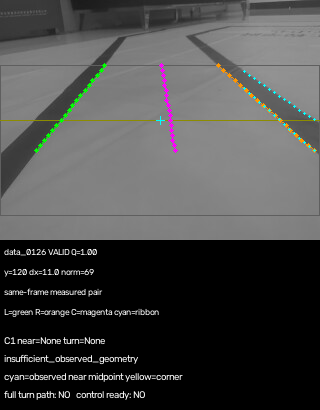 data_0126 VALID Q=1.00
y=120 dx=11.0 norm=69
same-frame measured pair
L=green R=orange C=magenta cyan=ribbon
C1 near=None turn=None
insufficient_observed_geometry
cyan=observed near midpoint yellow=corner
full turn path: NO control ready: NO